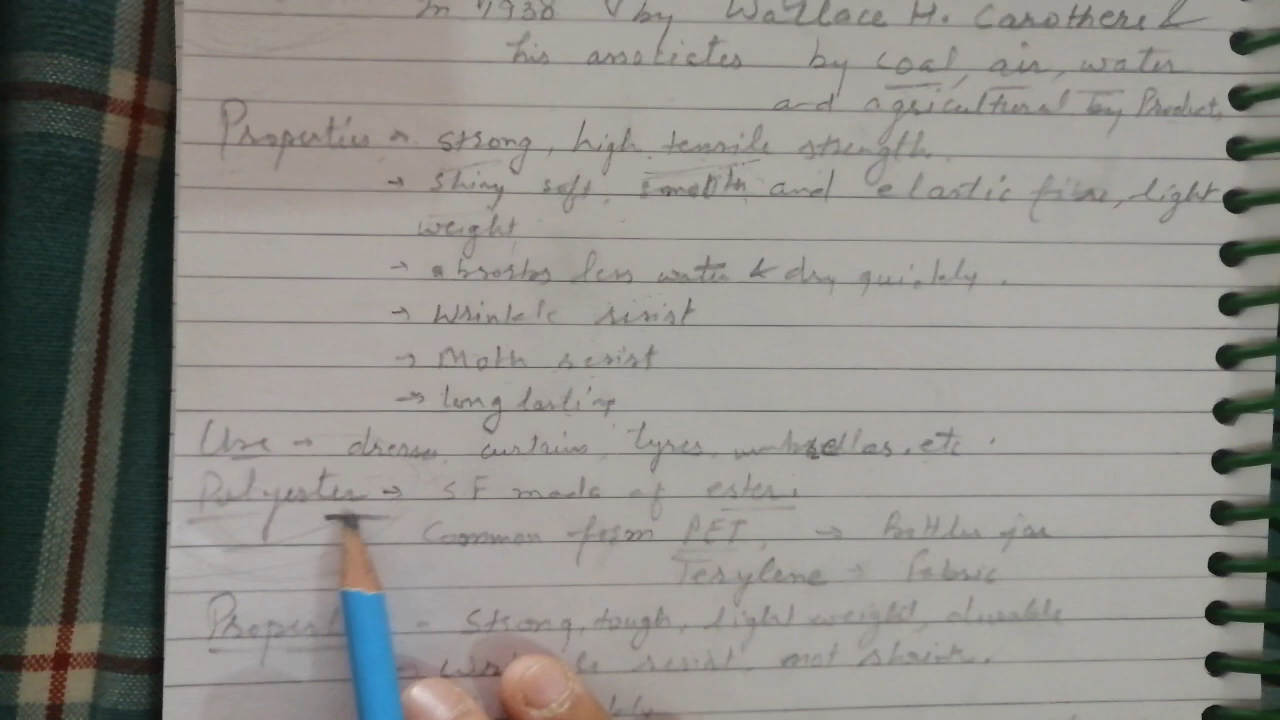 In 1938 by Wallace H. Carothers &
his assotictes by coal, air, water
and agricultural by Product.
Properties → strong, high tensile strength.
→ Shiny soft, smooth and elastic fibre, light
weight
→ absorbs less water & dry quickly.
→ Wrinkle resist
→ Moth resist
→ long lasting
Use → dresses curtains tyres umbrellas, etc.
Polyester → SF made of ester.
Common form PET, → Bottles jar
Terylene → Fabric
Propert - Strong, tough, light weight, durable
resist not shrink.